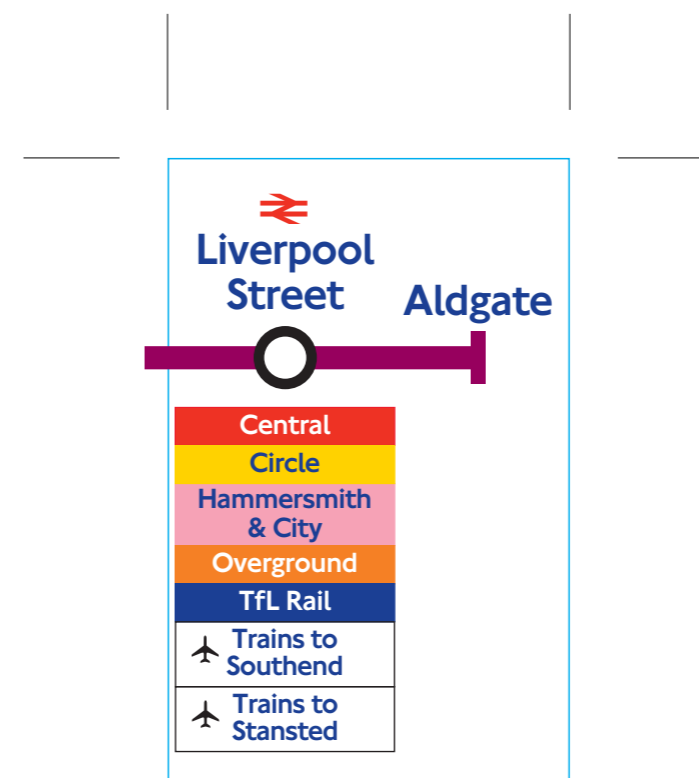 Liverpool
Street
Aldgate
Central
Circle
Hammersmith
& City
Overground
TfL Rail
Trains to
Southend
Trains to
Stansted